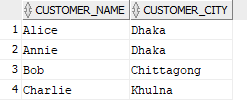 CUSTOMER_NAME CUSTOMER_CITY
1 Alice Dhaka
2 Annie Dhaka
3 Bob Chittagong
4 Charlie Khulna